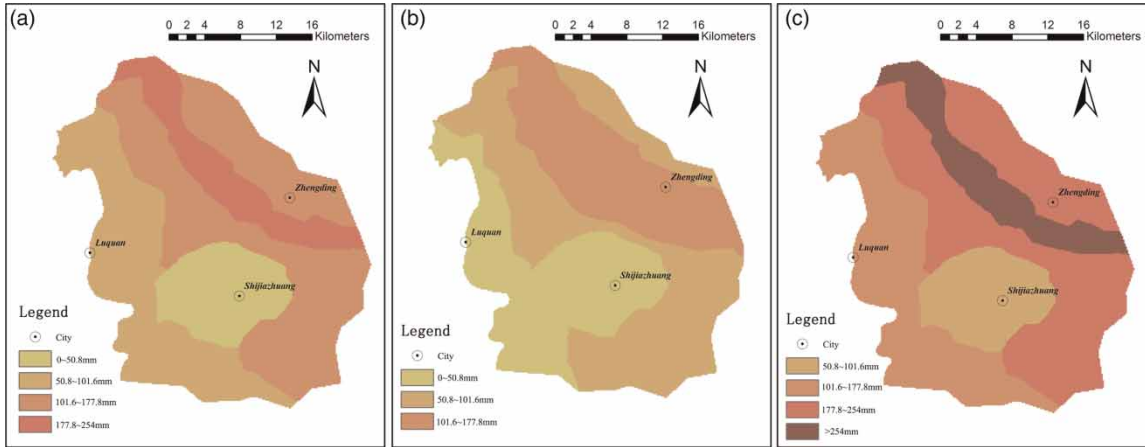 (a)
0 2 4 8 12 16
Kilometers
N
Zhengding
Luquan
Shijiazhuang
Legend
City
0~50.8mm
50.8~101.6mm
101.6~177.8mm
177.8~254mm
(b)
0 2 4 8 12 16
Kilometers
N
Zhengding
Luquan
Shijiazhuang
Legend
City
0~50.8mm
50.8~101.6mm
101.6~177.8mm
(c)
0 2 4 8 12 16
Kilometers
N
Zhengding
Luquan
Shijiazhuang
Legend
City
50.8~101.6mm
101.6~177.8mm
177.8~254mm
>254mm